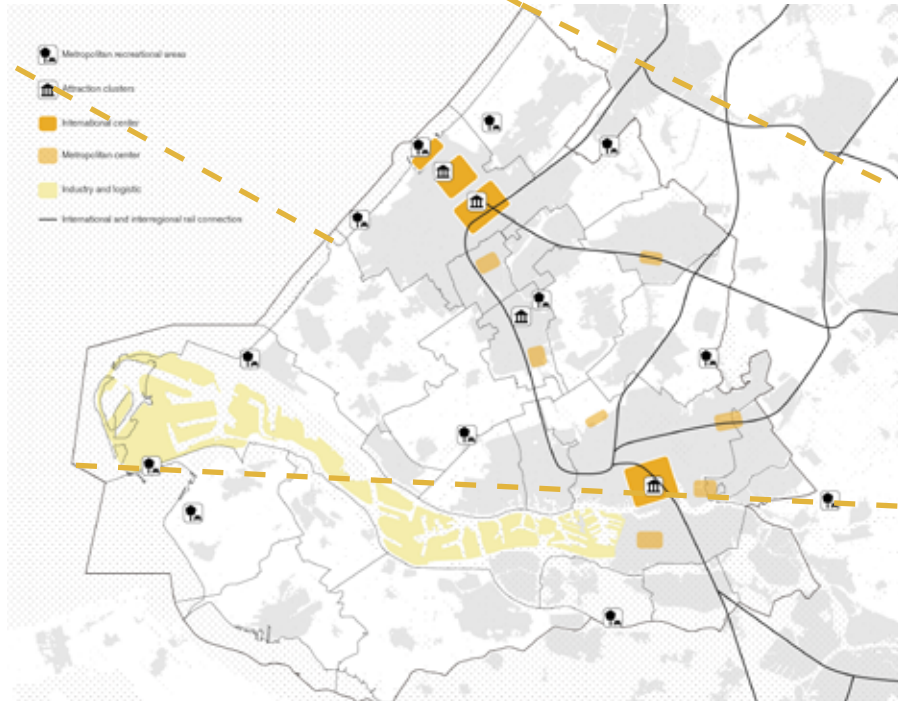 Metropolitan recreational areas
Attraction clusters
International center
Metropolitan center
Industry and logistic
International and interregional rail connection